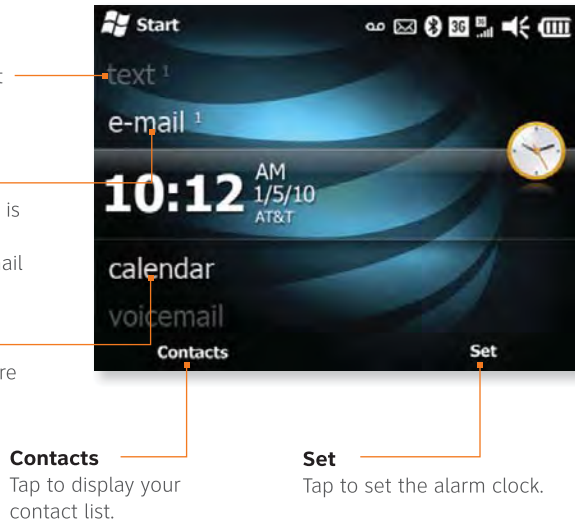 Start
3G
text 1
e-mail 1
10:12 AM
1/5/10
AT&T
is
ail
calendar
voicemail
re
Contacts Set
Contacts
Tap to display your
contact list.
Set
Tap to set the alarm clock.